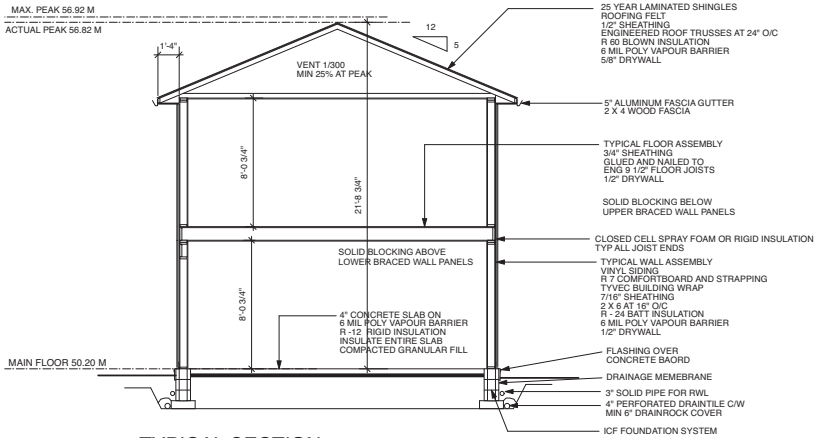 MAX. PEAK 56.92 M
ACTUAL PEAK 56.82 M
1'-4"
12
5
VENT 1/300
MIN 25% AT PEAK
25 YEAR LAMINATED SHINGLES
ROOFING FELT
1/2" SHEATHING
ENGINEERED ROOF TRUSSES AT 24" O/C
R 60 BLOWN INSULATION
6 MIL POLY VAPOUR BARRIER
5/8" DRYWALL
5" ALUMINUM FASCIA GUTTER
2 X 4 WOOD FASCIA
8'-0 3/4"
21'-8 3/4"
TYPICAL FLOOR ASSEMBLY
3/4" SHEATHING
GLUED AND NAILED TO
ENG 9 1/2" FLOOR JOISTS
1/2" DRYWALL
SOLID BLOCKING BELOW
UPPER BRACED WALL PANELS
CLOSED CELL SPRAY FOAM OR RIGID INSULATION
TYP ALL JOIST ENDS
SOLID BLOCKING ABOVE
LOWER BRACED WALL PANELS
8'-0 3/4"
TYPICAL WALL ASSEMBLY
VINYL SIDING
R 7 COMFORTBOARD AND STRAPPING
TYVEC BUILDING WRAP
7/16" SHEATHING
2 X 6 AT 16" O/C
R - 24 BATT INSULATION
6 MIL POLY VAPOUR BARRIER
1/2" DRYWALL
4" CONCRETE SLAB ON
6 MIL POLY VAPOUR BARRIER
R -12 RIGID INSULATION
INSULATE ENTIRE SLAB
COMPACTED GRANULAR FILL
MAIN FLOOR 50.20 M
FLASHING OVER
CONCRETE BAORD
DRAINAGE MEMEBRANE
3" SOLID PIPE FOR RWL
4" PERFORATED DRAINTILE C/W
MIN 6" DRAINROCK COVER
ICF FOUNDATION SYSTEM
TYPICAL SECTION